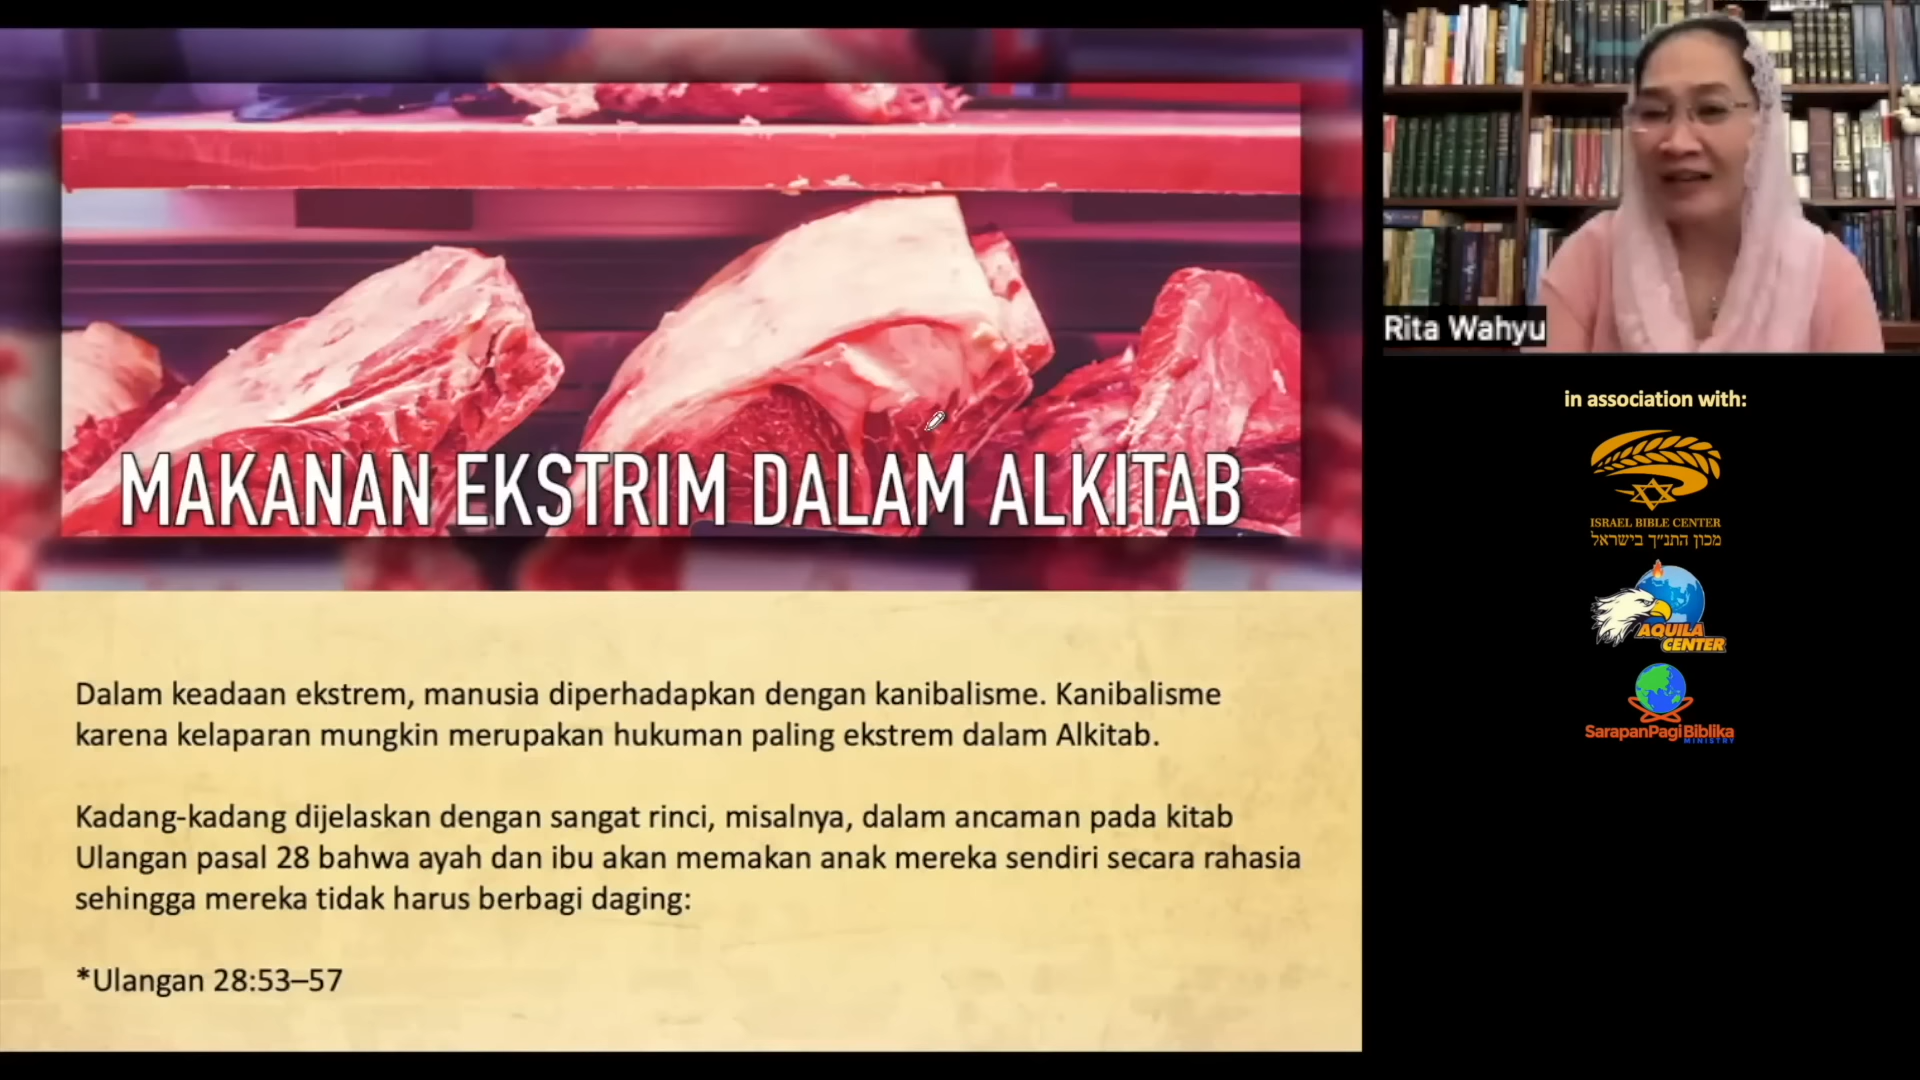 MAKANAN EKSTRIM DALAM ALKITAB
Dalam keadaan ekstrem, manusia diperhadapkan dengan kanibalisme. Kanibalisme
karena kelaparan mungkin merupakan hukuman paling ekstrem dalam Alkitab.
Kadang-kadang dijelaskan dengan sangat rinci, misalnya, dalam ancaman pada kitab
Ulangan pasal 28 bahwa ayah dan ibu akan memakan anak mereka sendiri secara rahasia
sehingga mereka tidak harus berbagi daging:
*Ulangan 28:53–57
Rita Wahyu
in association with:
ISRAEL BIBLE CENTER
מכון התנ״ך בישראל
AQUILA
CENTER
SarapanPagiBiblika
MINISTRY